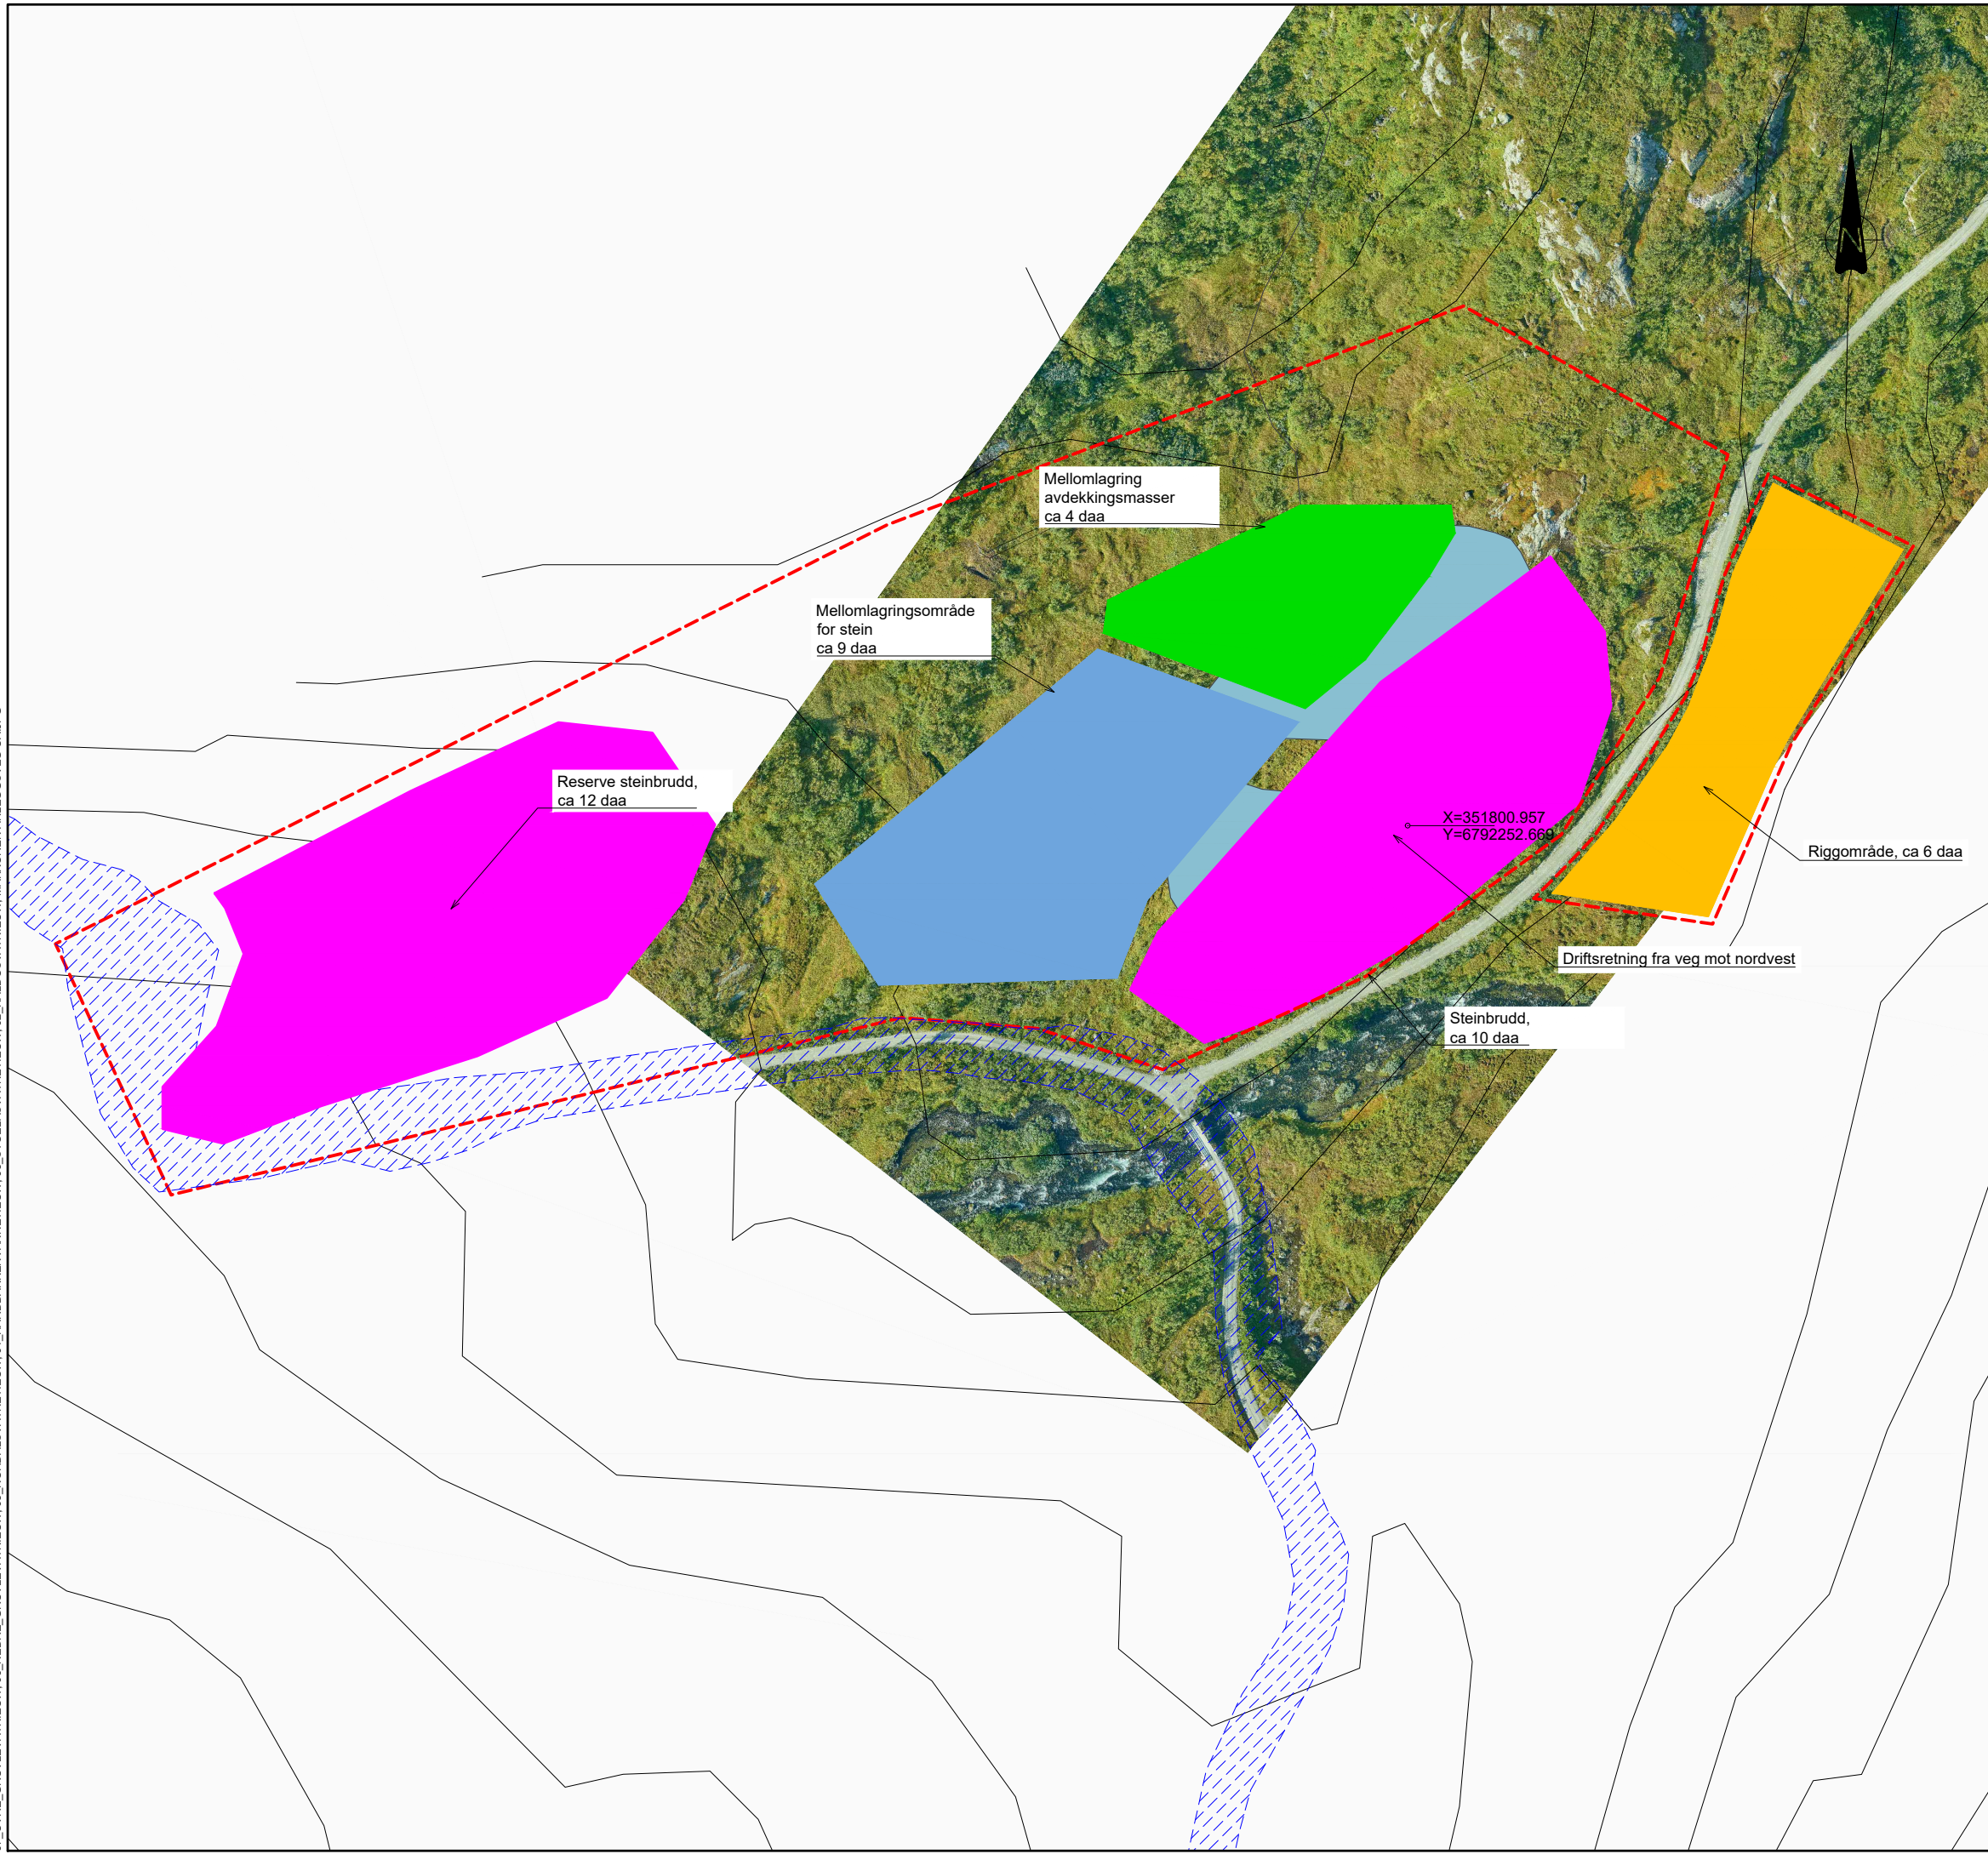 Mellomlagring
avdekkingsmasser
ca 4 daa
Mellomlagringsområde
for stein
ca 9 daa
Reserve steinbrudd,
ca 12 daa
X=351800.957
Y=6792252.669
Riggområde, ca 6 daa
Driftsretning fra veg mot nordvest
Steinbrudd,
ca 10 daa
N